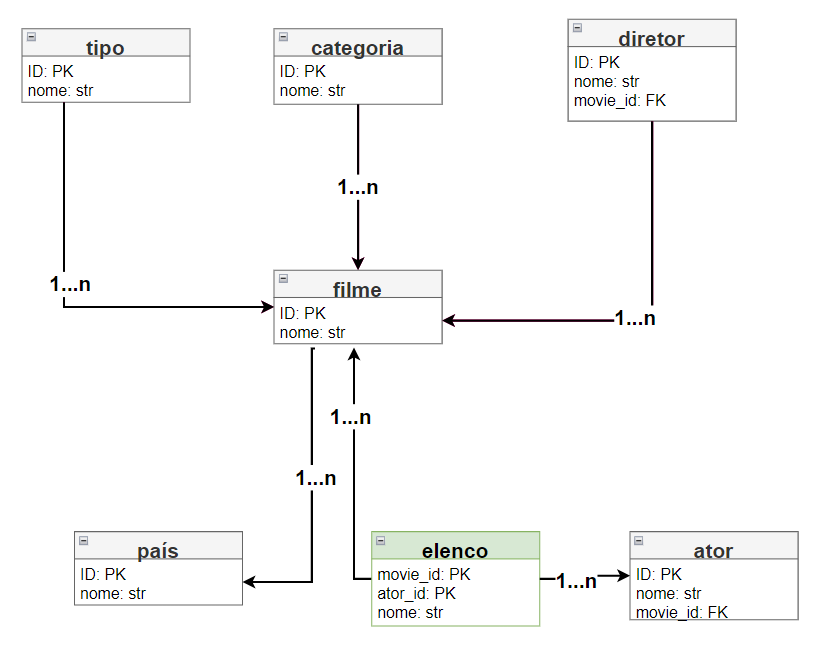 tipo
ID: PK
nome: str
categoria
ID: PK
nome: str
diretor
ID: PK
nome: str
movie_id: FK
1...n
1...n
1...n
filme
ID: PK
nome: str
1...n
1...n
país
ID: PK
nome: str
elenco
movie_id: PK
ator_id: PK
nome: str
1...n
ator
ID: PK
nome: str
movie_id: FK